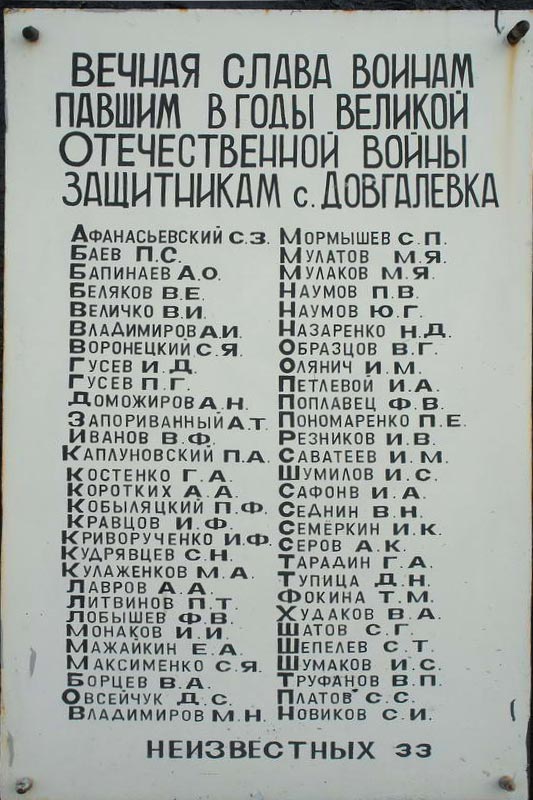 ВЕЧНАЯ СЛАВА ВОИНАМ
ПАВШИМ В ГОДЫ ВЕЛИКОЙ
ОТЕЧЕСТВЕННОЙ ВОЙНЫ
ЗАЩИТНИКАМ с. ДОВГАЛЕВКА
АФАНАСЬЕВСКИЙ С.З.
БАЕВ П.С.
БАПИНАЕВ А.О.
БЕЛЯКОВ В.Е.
ВЕЛИЧКО В.И.
ВЛАДИМИРОВ А.И.
ВОРОНЕЦКИЙ С.Я.
ГУСЕВ И.Д.
ГУСЕВ П.Г.
ДОМОЖИРОВ А.Н.
ЗАПОРИВАННЫЙ А.Т.
ИВАНОВ В.Ф.
КАПЛУНОВСКИЙ П.А.
КОСТЕНКО Г.А.
КОРОТКИХ А.А.
КОБЫЛЯЦКИЙ П.Ф.
КРАВЦОВ И.Ф.
КРИВОРУЧЕНКО И.Ф.
КУДРЯВЦЕВ С.Н.
КУЛАЖЕНКОВ М.А.
ЛАВРОВ А.А.
ЛИТВИНОВ П.Т
ЛОБЫШЕВ Ф.В.
МОНАКОВ И.И.
МАЖАЙКИН Е.А.
МАКСИМЕНКО С.Я.
БОРЦЕВ В.А.
ОВСЕЙЧУК Д.С.
ВЛАДИМИРОВ М.Н.
МОРМЫШЕВ С.П.
МУЛАТОВ М.Я.
МУЛАКОВ М.Я.
НАУМОВ П.В.
НАУМОВ Ю.Г.
НАЗАРЕНКО Н.Д.
ОБРАЗЦОВ В.Г.
ОЛЯНИЧ И.М.
ПЕТЛЕВОЙ И.А.
ПОПЛАВЕЦ Ф.В.
ПОНОМАРЕНКО П.Е.
РЕЗНИКОВ И.В.
САВАТЕЕВ И.М.
ШУМИЛОВ И.С.
САФОНВ И.А.
СЕДНИН В.Н.
СЕМЁРКИН И.К.
СЕРОВ А.К.
ТАРАДИН Г.А.
ТУПИЦА Д.Н.
ФОКИНА Т.М.
ХУДАКОВ В.А.
ШАТОВ С.Г.
ШЕПЕЛЕВ С.Т
ШУМАКОВ И.С.
ТРУФАНОВ В.П.
ПЛАТОВ С.С.
НОВИКОВ С.И.
НЕИЗВЕСТНЫХ 33